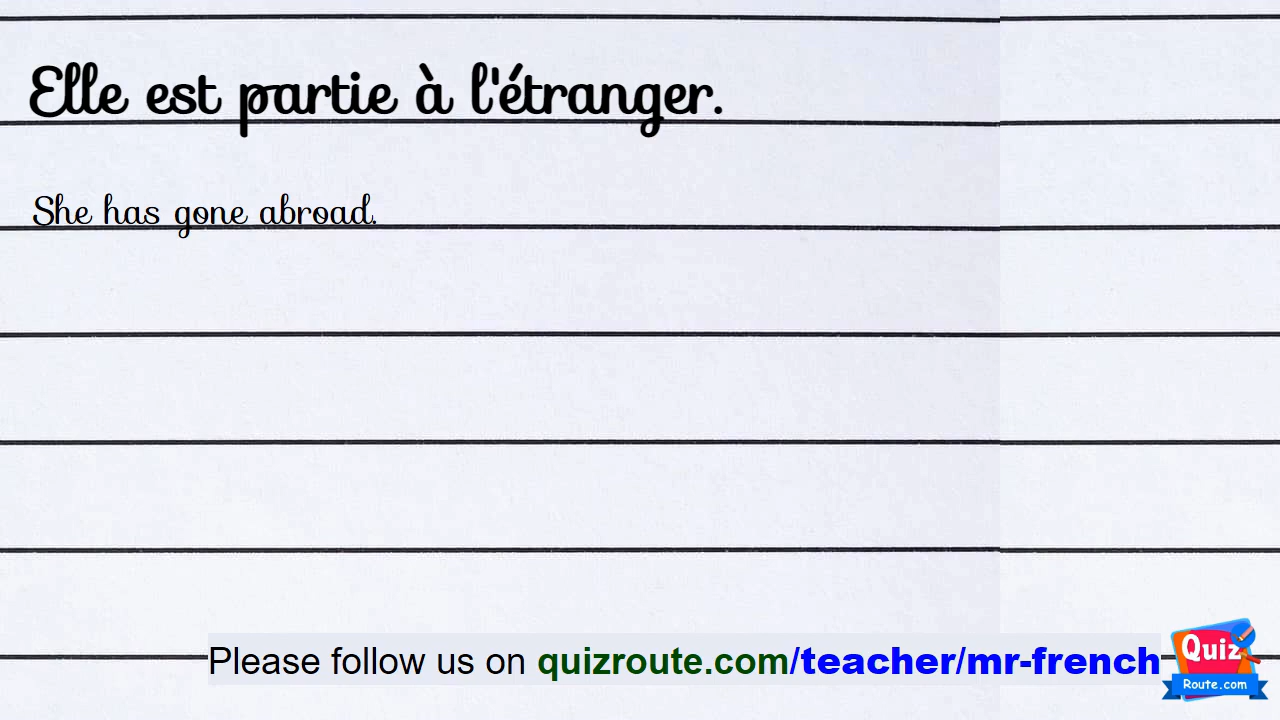 Elle est partie à l'étranger.
She has gone abroad.
Please follow us on quizroute.com/teacher/mr-french
Quiz
Route.com